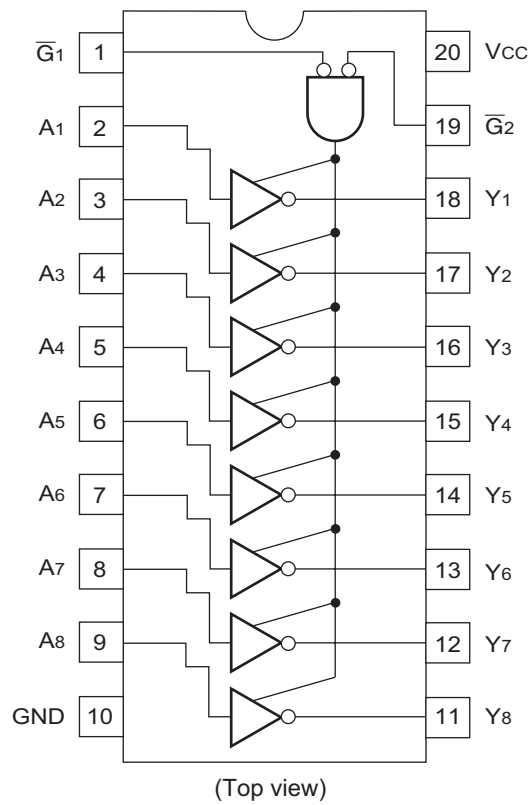 G̅1 1 20 VCC
A1 2 19 G̅2
A2 3 18 Y1
A3 4 17 Y2
A4 5 16 Y3
A5 6 15 Y4
A6 7 14 Y5
A7 8 13 Y6
A8 9 12 Y7
GND 10 11 Y8
(Top view)